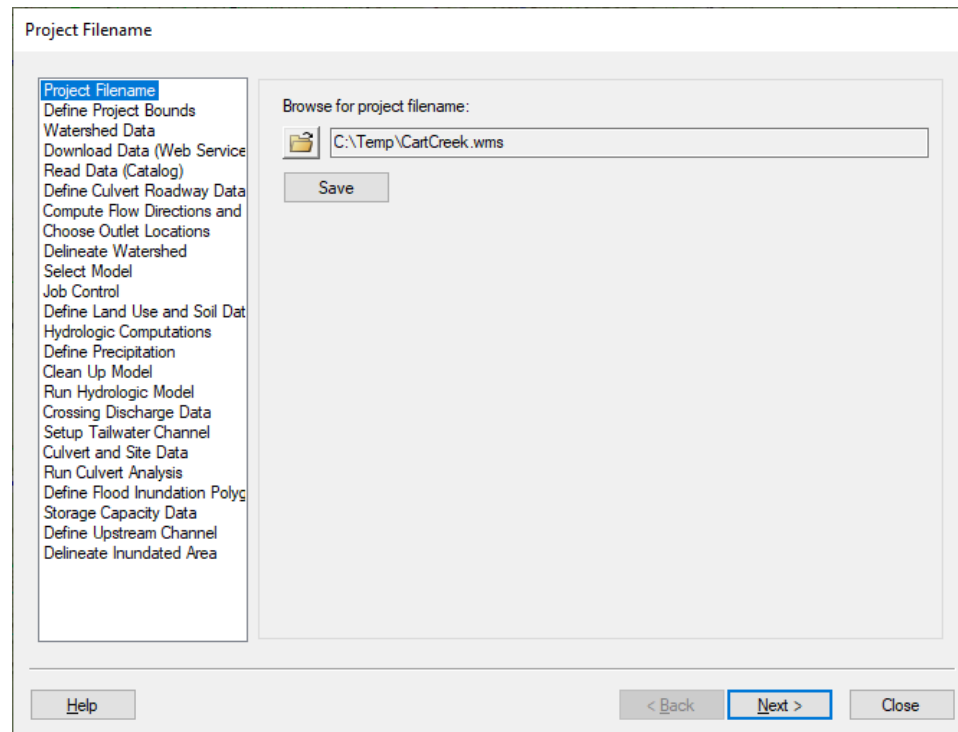 Project Filename
Project Filename
Define Project Bounds
Watershed Data
Download Data (Web Service
Read Data (Catalog)
Define Culvert Roadway Data
Compute Flow Directions and
Choose Outlet Locations
Delineate Watershed
Select Model
Job Control
Define Land Use and Soil Dat
Hydrologic Computations
Define Precipitation
Clean Up Model
Run Hydrologic Model
Crossing Discharge Data
Setup Tailwater Channel
Culvert and Site Data
Run Culvert Analysis
Define Flood Inundation Polyg
Storage Capacity Data
Define Upstream Channel
Delineate Inundated Area
Browse for project filename:
C:\Temp\CartCreek.wms
Save
Help
< Back
Next >
Close